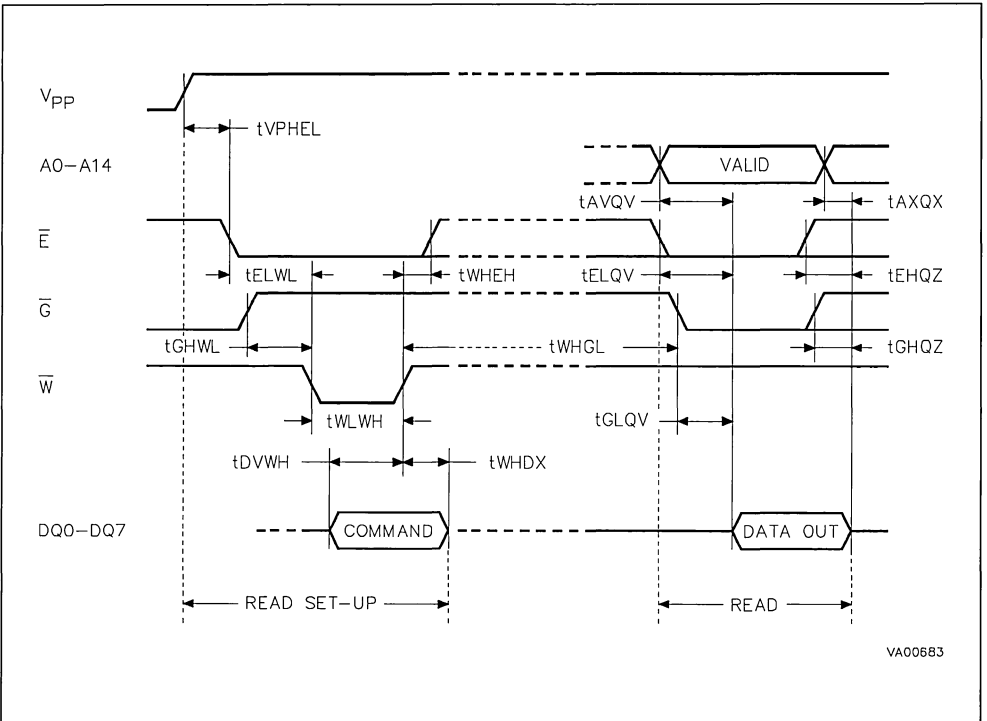 VPP
tVPHEL
A0-A14
VALID
tAVQV
tAXQX
E
tELWL
tWHEH
tELQV
tEHQZ
G
tGHWL
tWHGL
tGHQZ
W
tWLWH
tGLQV
tDVWH
tWHDX
DQ0-DQ7
COMMAND
DATA OUT
READ SET-UP
READ
VA00683